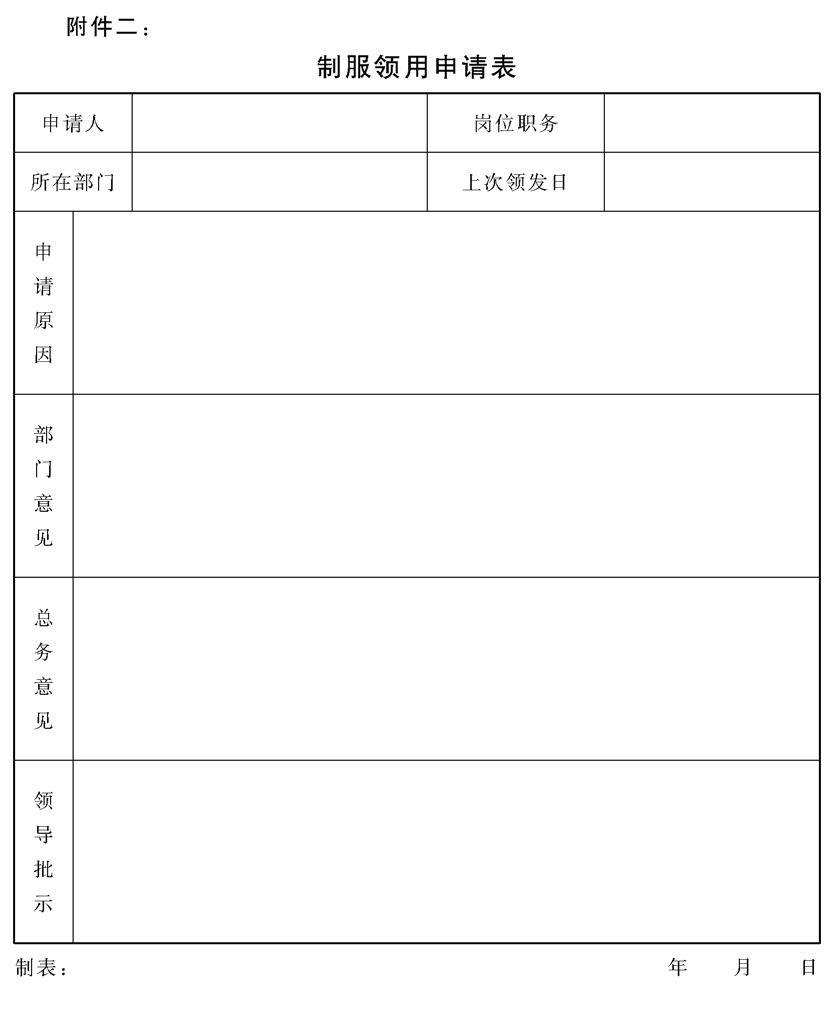 附件二：
制服领用申请表
申请人 岗位职务
所在部门 上次领发日
申请原因
部门意见
总务意见
领导批示
制表： 年 月 日